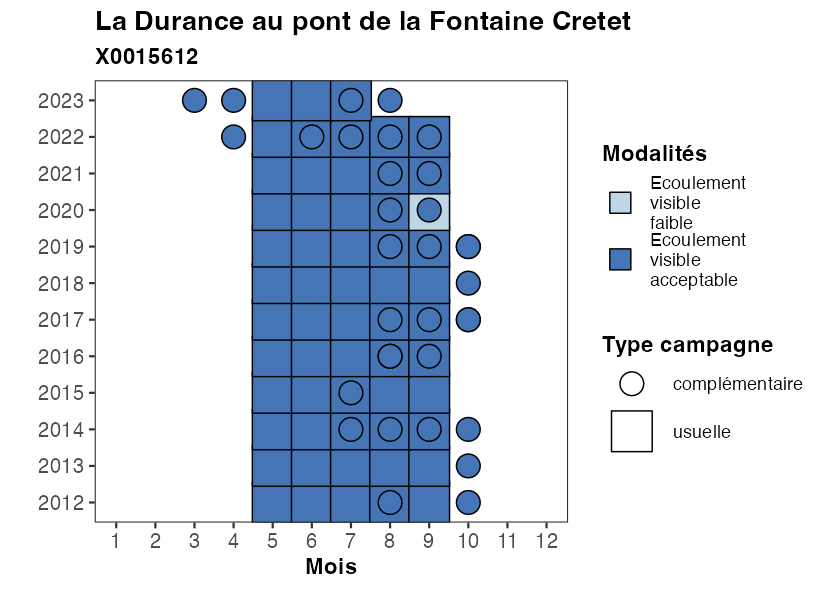 La Durance au pont de la Fontaine Cretet
X0015612
2023
2022
2021
2020
2019
2018
2017
2016
2015
2014
2013
2012
1 2 3 4 5 6 7 8 9 10 11 12
Mois
Modalités
Ecoulement
visible
faible
Ecoulement
visible
acceptable
Type campagne
complémentaire
usuelle